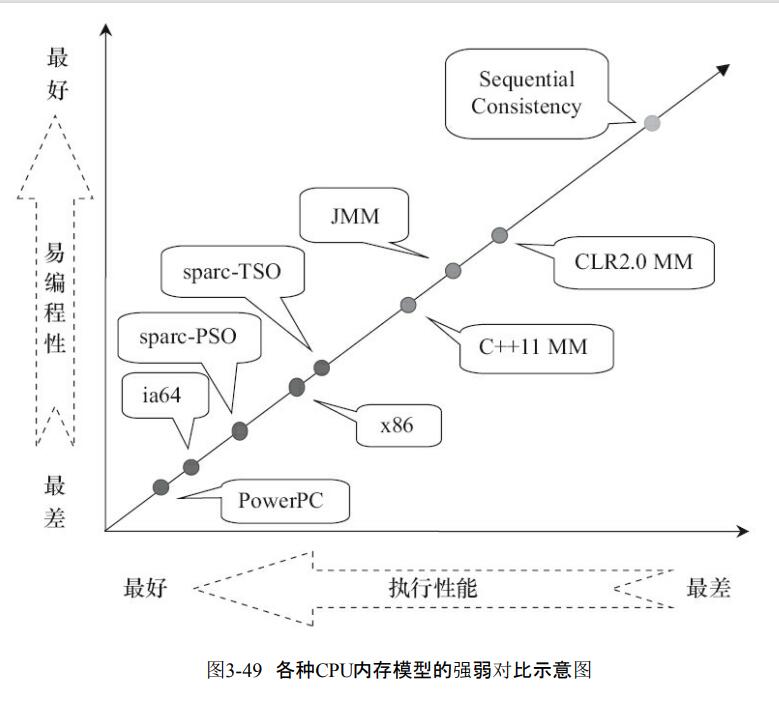 最好
Sequential
Consistency
JMM
CLR2.0 MM
sparc-TSO
易编程性
C++11 MM
sparc-PSO
ia64
x86
最差
PowerPC
最好
执行性能
最差
图3-49 各种CPU内存模型的强弱对比示意图